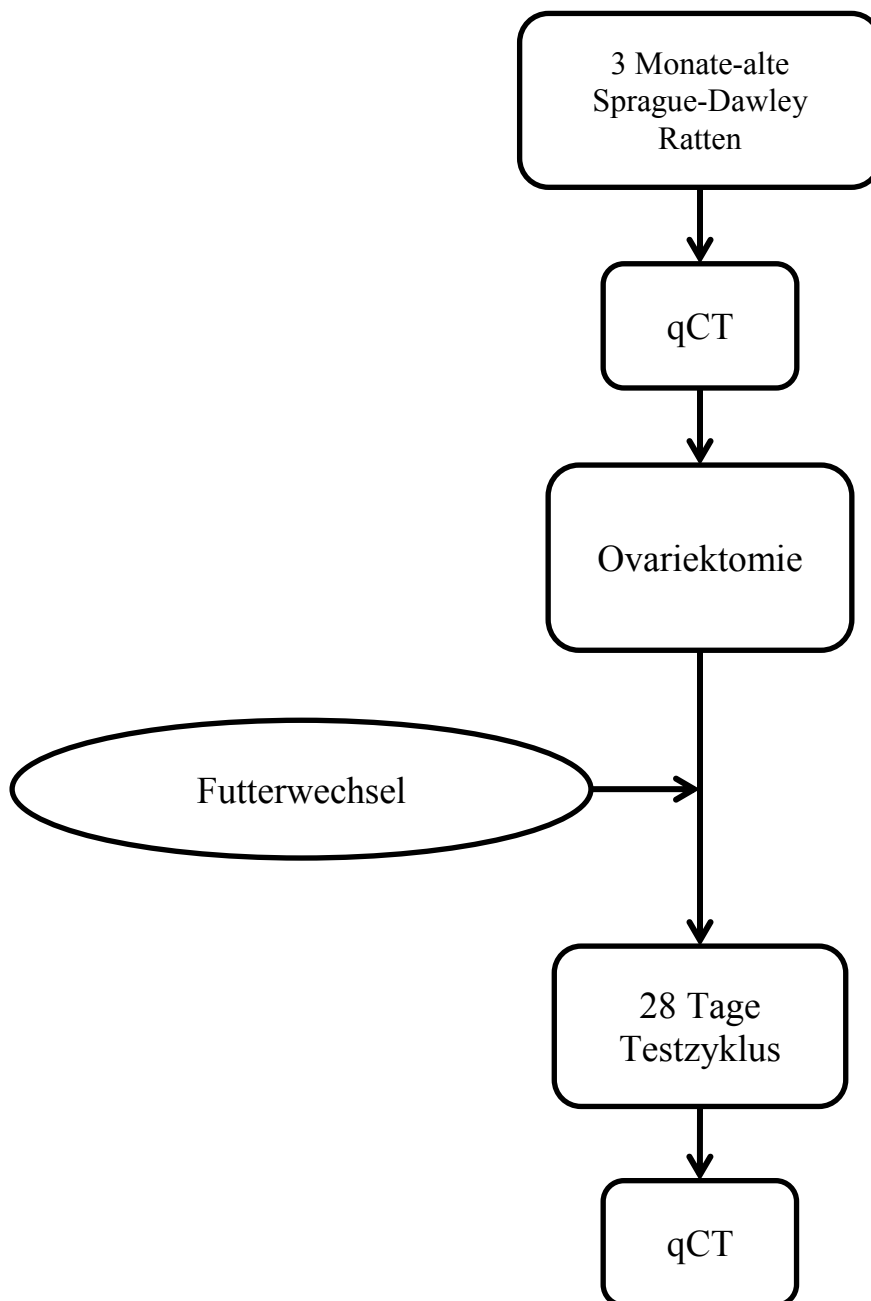 3 Monate-alte
Sprague-Dawley
Ratten
qCT
Ovariektomie
Futterwechsel
28 Tage
Testzyklus
qCT